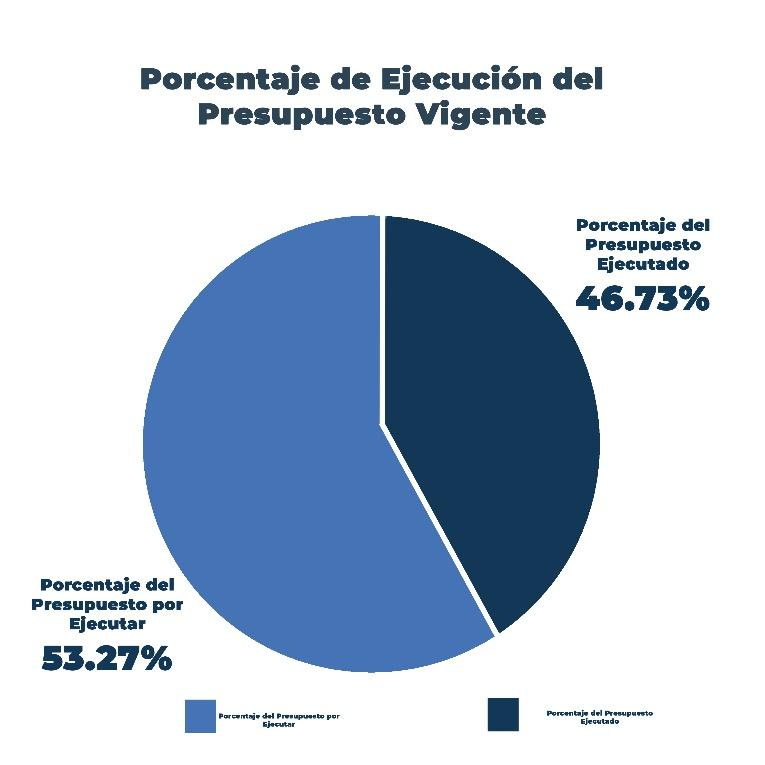 Porcentaje de Ejecución del
Presupuesto Vigente
Porcentaje del
Presupuesto
Ejecutado
46.73%
Porcentaje del
Presupuesto por
Ejecutar
53.27%
Porcentaje del Presupuesto por
Ejecutar
Porcentaje del Presupuesto
Ejecutado